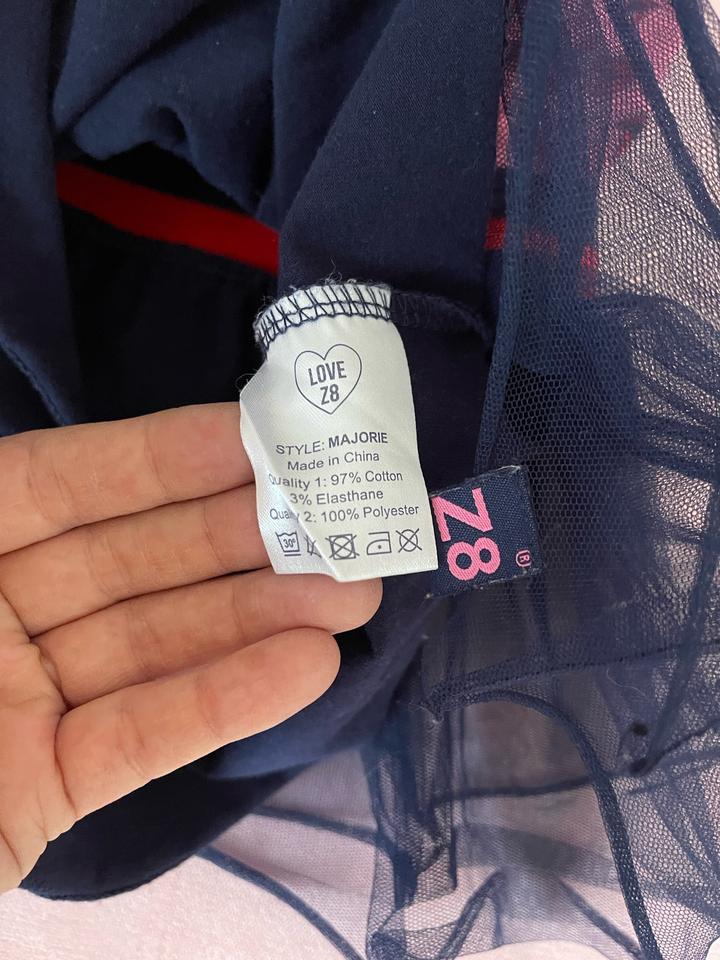 LOVE
Z8
STYLE: MAJORIE
Made in China
Quality 1: 97% Cotton
3% Elasthane
Quality 2: 100% Polyester
30°
Z8®